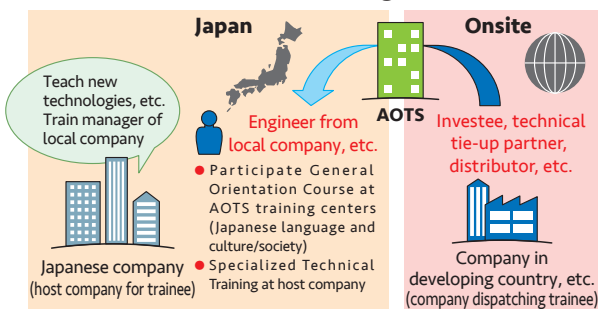 Japan
Onsite
Teach new
technologies, etc.
Train manager of
local company
AOTS
Engineer from
local company, etc.
Investee, technical
tie-up partner,
distributor, etc.
● Participate General
Orientation Course at
AOTS training centers
(Japanese language and
culture/society)
● Specialized Technical
Training at host company
Japanese company
(host company for trainee)
Company in
developing country, etc.
(company dispatching trainee)